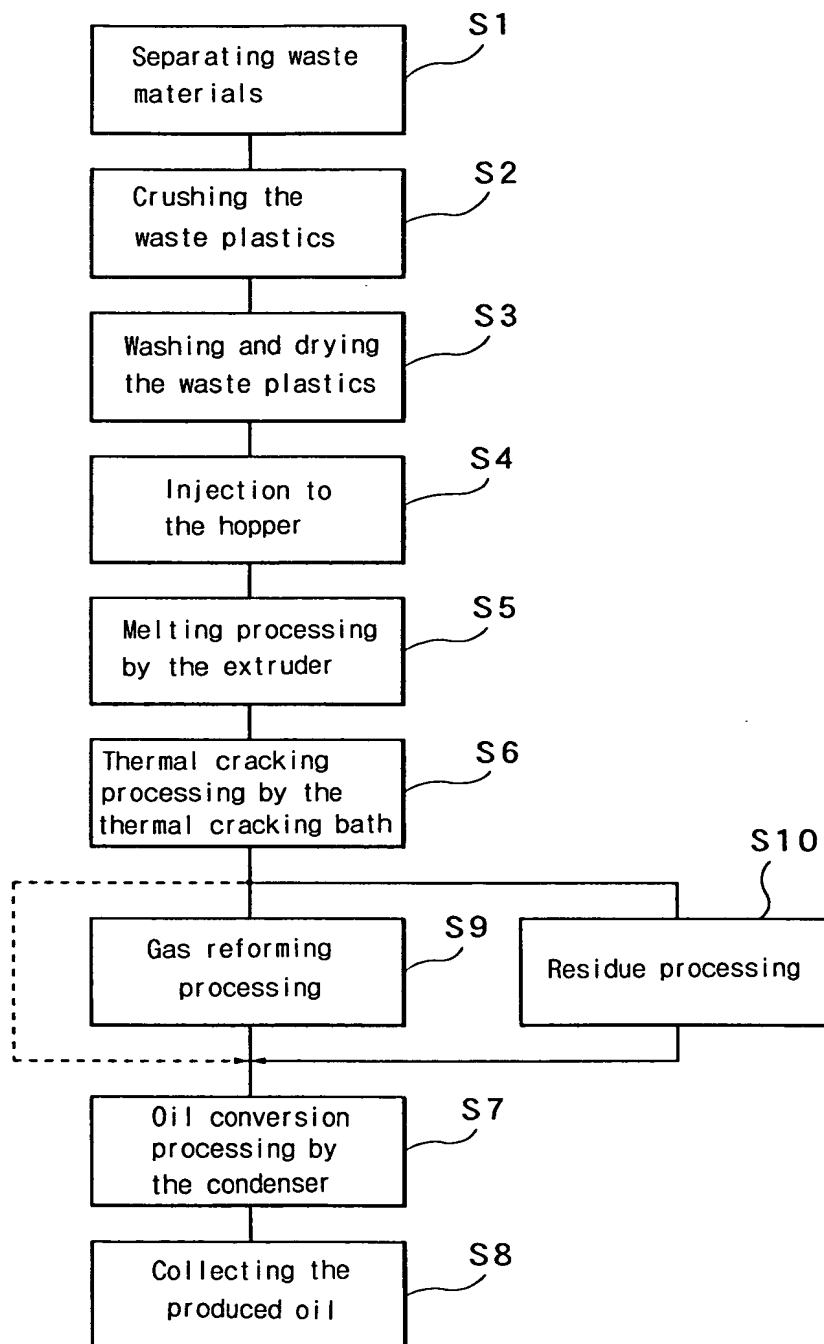 S1
Separating waste
materials
S2
Crushing the
waste plastics
S3
Washing and drying
the waste plastics
S4
Injection to
the hopper
S5
Melting processing
by the extruder
S6
Thermal cracking
processing by the
thermal cracking bath
S10
S9
Gas reforming
processing
Residue processing
S7
Oil conversion
processing by
the condenser
S8
Collecting the
produced oil